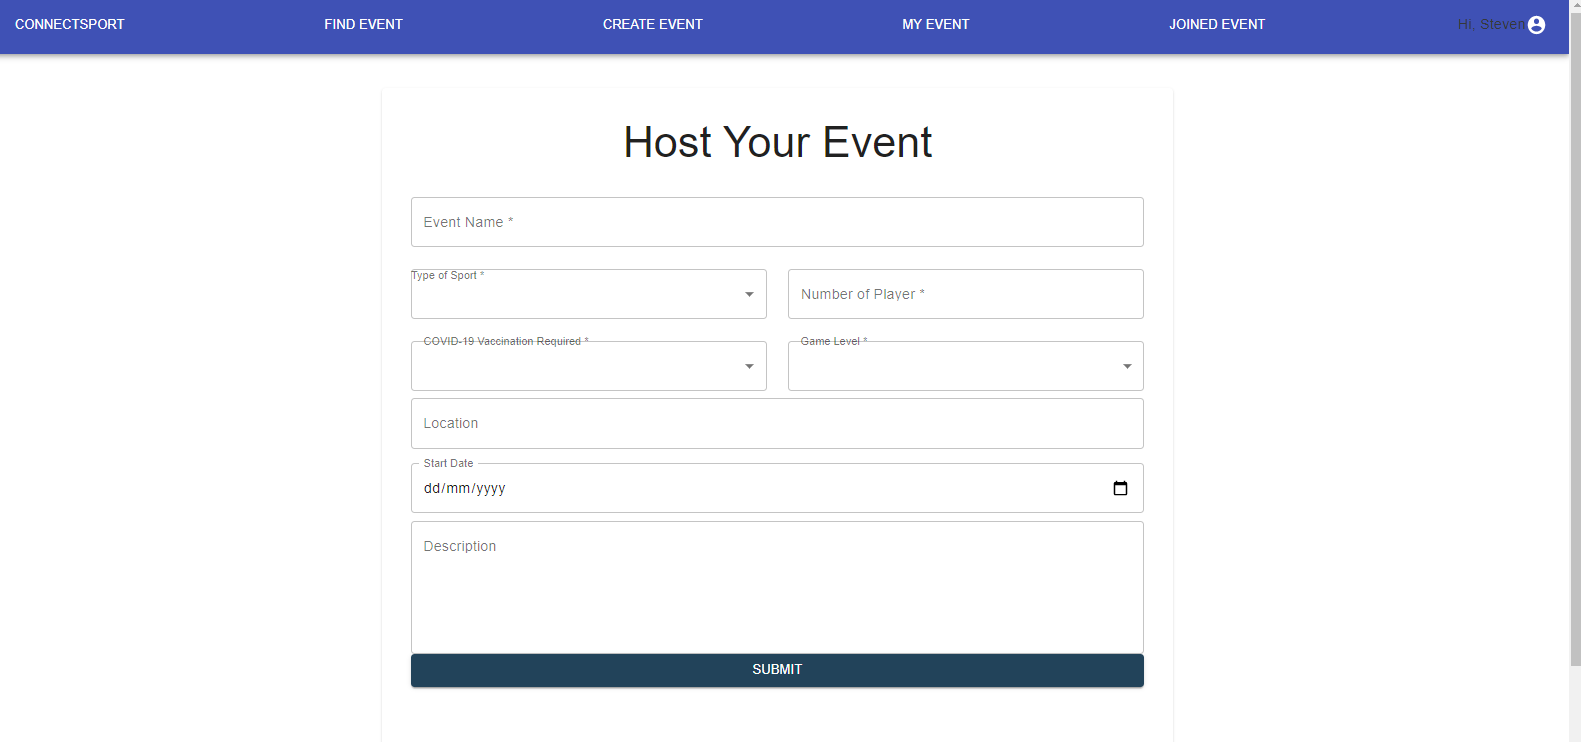 CONNECTSPORT FIND EVENT CREATE EVENT MY EVENT JOINED EVENT Hi, Steven
Host Your Event
Event Name *
Type of Sport *
Number of Player *
COVID-19 Vaccination Required *
Game Level *
Location
Start Date
dd/mm/yyyy
Description
SUBMIT